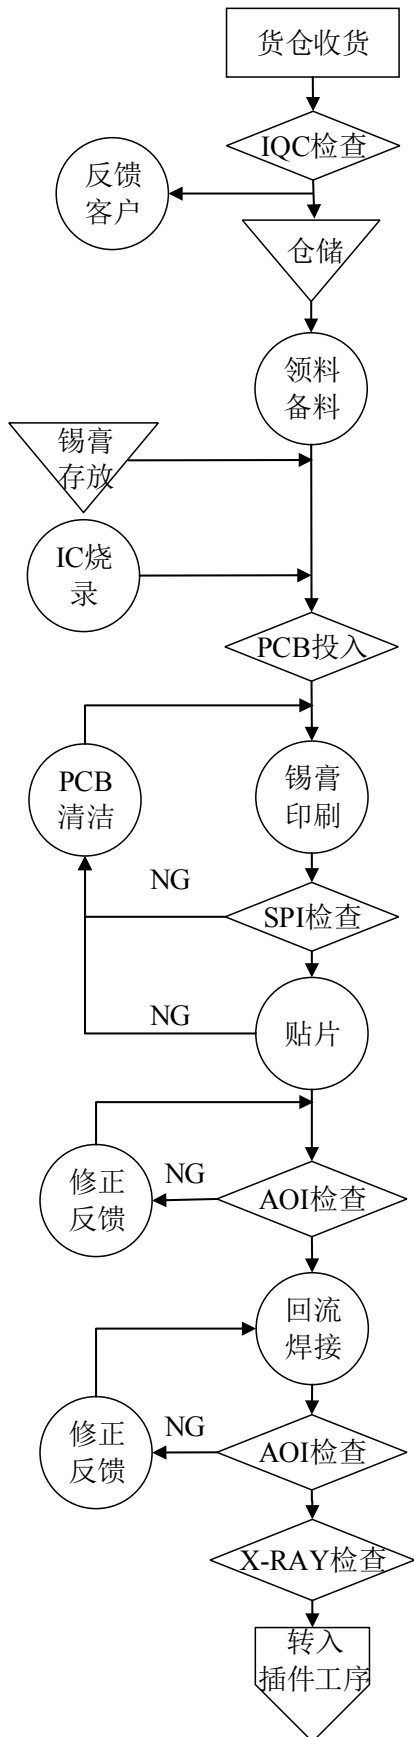 货仓收货
IQC检查
反馈
客户
仓储
领料
备料
锡膏
存放
IC烧
录
PCB投入
PCB
清洁
锡膏
印刷
NG
SPI检查
NG
贴片
修正
反馈
NG
AOI检查
回流
焊接
修正
反馈
NG
AOI检查
X-RAY检查
转入
插件工序